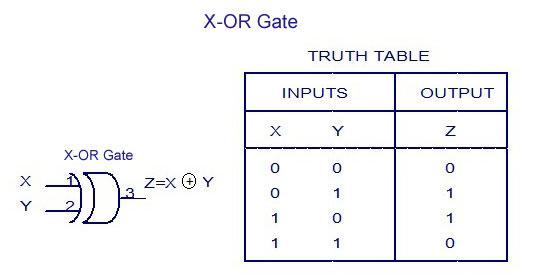 X-OR Gate
TRUTH TABLE
INPUTS OUTPUT
X Y Z
0 0 0
0 1 1
1 0 1
1 1 0
X-OR Gate
X 1
Y 2
3 Z=X ⊕ Y